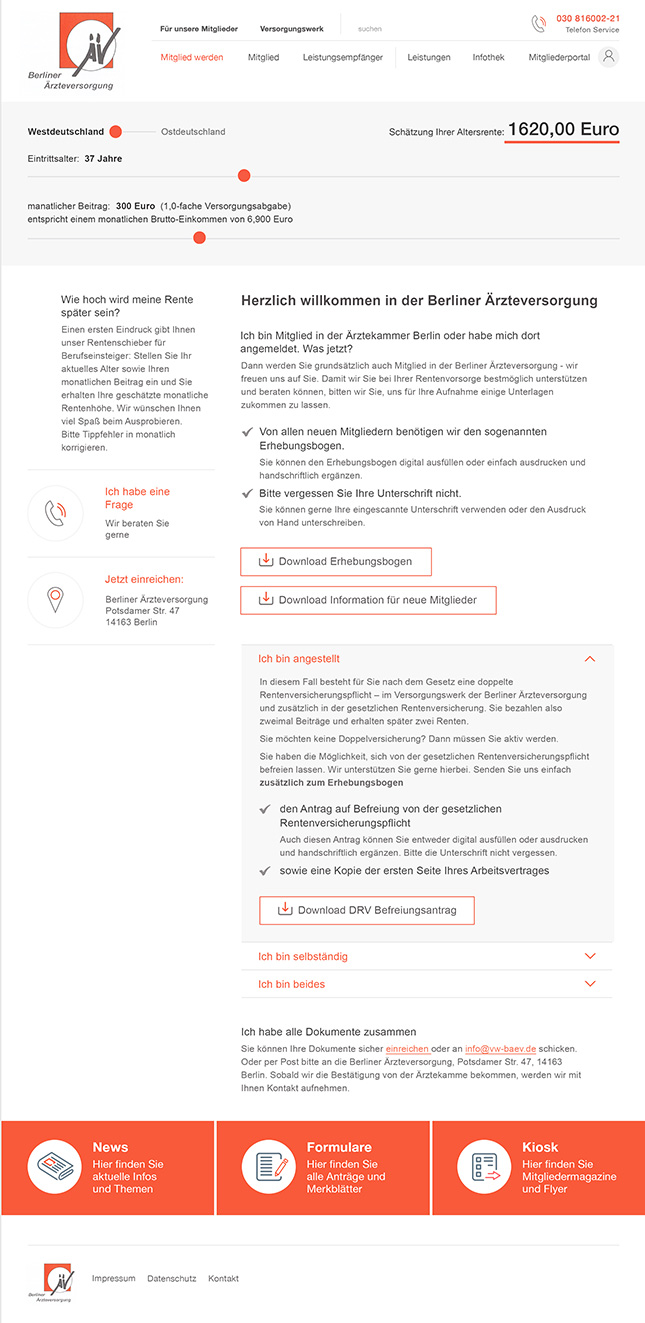 ÄV
Berliner
Ärzteversorgung
Für unsere Mitglieder
Versorgungswerk
suchen
030 816002-21
Telefon Service
Mitglied werden
Mitglied
Leistungsempfänger
Leistungen
Infothek
Mitgliederportal
Westdeutschland
Ostdeutschland
Schätzung Ihrer Altersrente: 1620,00 Euro
Eintrittsalter: 37 Jahre
manatlicher Beitrag: 300 Euro (1,0-fache Versorgungsabgabe)
entspricht einem monatlichen Brutto-Einkommen von 6,900 Euro
Wie hoch wird meine Rente
später sein?
Einen ersten Eindruck gibt Ihnen
unser Rentenschieber für
Berufseinsteiger: Stellen Sie Ihr
aktuelles Alter sowie Ihren
monatlichen Beitrag ein und Sie
erhalten Ihre geschätzte monatliche
Rentenhöhe. Wir wünschen Ihnen
viel Spaß beim Ausprobieren.
Bitte Tippfehler in monatlich
korrigieren.
Ich habe eine
Frage
Wir beraten Sie
gerne
Jetzt einreichen:
Berliner Ärzteversorgung
Potsdamer Str. 47
14163 Berlin
Herzlich willkommen in der Berliner Ärzteversorgung
Ich bin Mitglied in der Ärztekammer Berlin oder habe mich dort
angemeldet. Was jetzt?
Dann werden Sie grundsätzlich auch Mitglied in der Berliner Ärzteversorgung - wir
freuen uns auf Sie. Damit wir Sie bei Ihrer Rentenvorsorge bestmöglich unterstützen
und beraten können, bitten wir Sie, uns für Ihre Aufnahme einige Unterlagen
zukommen zu lassen.
Von allen neuen Mitgliedern benötigen wir den sogenannten
Erhebungsbogen.
Sie können den Erhebungsbogen digital ausfüllen oder einfach ausdrucken und
handschriftlich ergänzen.
Bitte vergessen Sie Ihre Unterschrift nicht.
Sie können gerne Ihre eingescannte Unterschrift verwenden oder den Ausdruck
von Hand unterschreiben.
Download Erhebungsbogen
Download Information für neue Mitglieder
Ich bin angestellt
In diesem Fall besteht für Sie nach dem Gesetz eine doppelte
Rentenversicherungspflicht – im Versorgungswerk der Berliner Ärzteversorgung
und zusätzlich in der gesetzlichen Rentenversicherung. Sie bezahlen also
zweimal Beiträge und erhalten später zwei Renten.
Sie möchten keine Doppelversicherung? Dann müssen Sie aktiv werden.
Sie haben die Möglichkeit, sich von der gesetzlichen Rentenversicherungspflicht
befreien lassen. Wir unterstützen Sie gerne hierbei. Senden Sie uns einfach
zusätzlich zum Erhebungsbogen
den Antrag auf Befreiung von der gesetzlichen
Rentenversicherungspflicht
Auch diesen Antrag können Sie entweder digital ausfüllen oder ausdrucken
und handschriftlich ergänzen. Bitte die Unterschrift nicht vergessen.
sowie eine Kopie der ersten Seite Ihres Arbeitsvertrages
Download DRV Befreiungsantrag
Ich bin selbständig
Ich bin beides
Ich habe alle Dokumente zusammen
Sie können Ihre Dokumente sicher einreichen oder an info@vw-baev.de schicken.
Oder per Post bitte an die Berliner Ärzteversorgung, Potsdamer Str. 47, 14163
Berlin. Sobald wir die Bestätigung von der Ärztekamme bekommen, werden wir mit
Ihnen Kontakt aufnehmen.
News
Hier finden Sie
aktuelle Infos
und Themen
Formulare
Hier finden Sie
alle Anträge und
Merkblätter
Kiosk
Hier finden Sie
Mitgliedermagazine
und Flyer
ÄV
Berliner
Ärzteversorgung
Impressum
Datenschutz
Kontakt